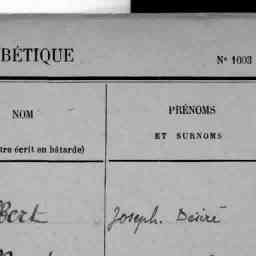 BÉTIQUE
Nº 1003
NOM
PRÉNOMS
ET SURNOMS
tre écrit en bâtarde)
bert
Joseph. Désiré